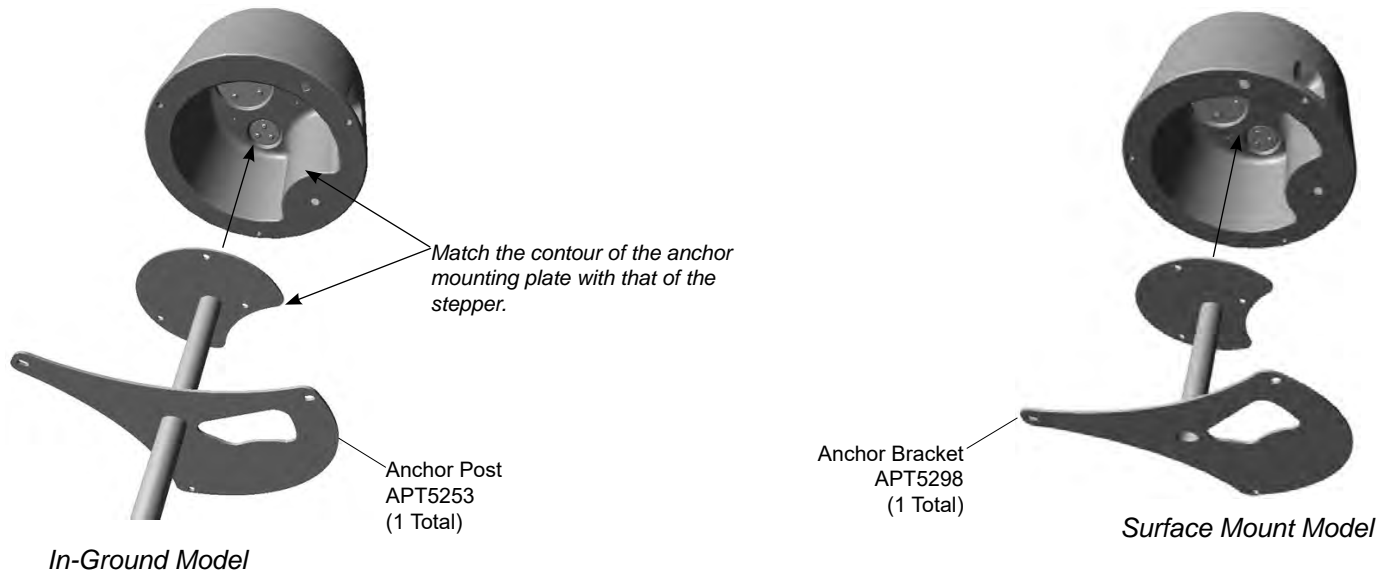 Match the contour of the anchor
mounting plate with that of the
stepper.
Anchor Post
APT5253
(1 Total)
In-Ground Model
Anchor Bracket
APT5298
(1 Total)
Surface Mount Model